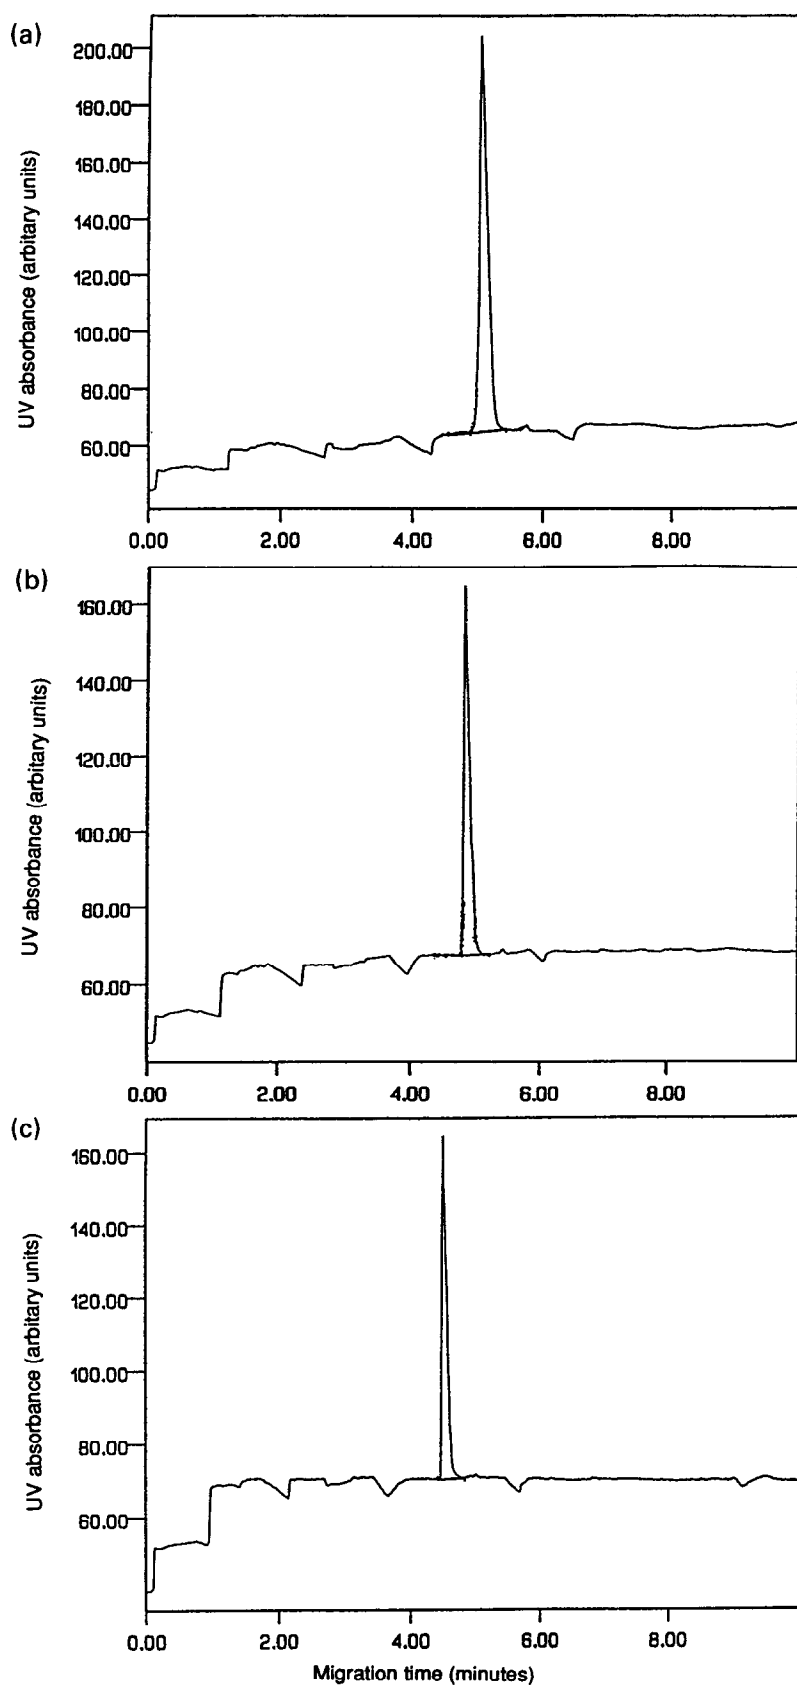 (a)
UV absorbance (arbitary units)
200.00
180.00
160.00
140.00
120.00
100.00
80.00
60.00
0.00 2.00 4.00 6.00 8.00
(b)
UV absorbance (arbitary units)
160.00
140.00
120.00
100.00
80.00
60.00
0.00 2.00 4.00 6.00 8.00
(c)
UV absorbance (arbitary units)
160.00
140.00
120.00
100.00
80.00
60.00
0.00 2.00 4.00 6.00 8.00
Migration time (minutes)